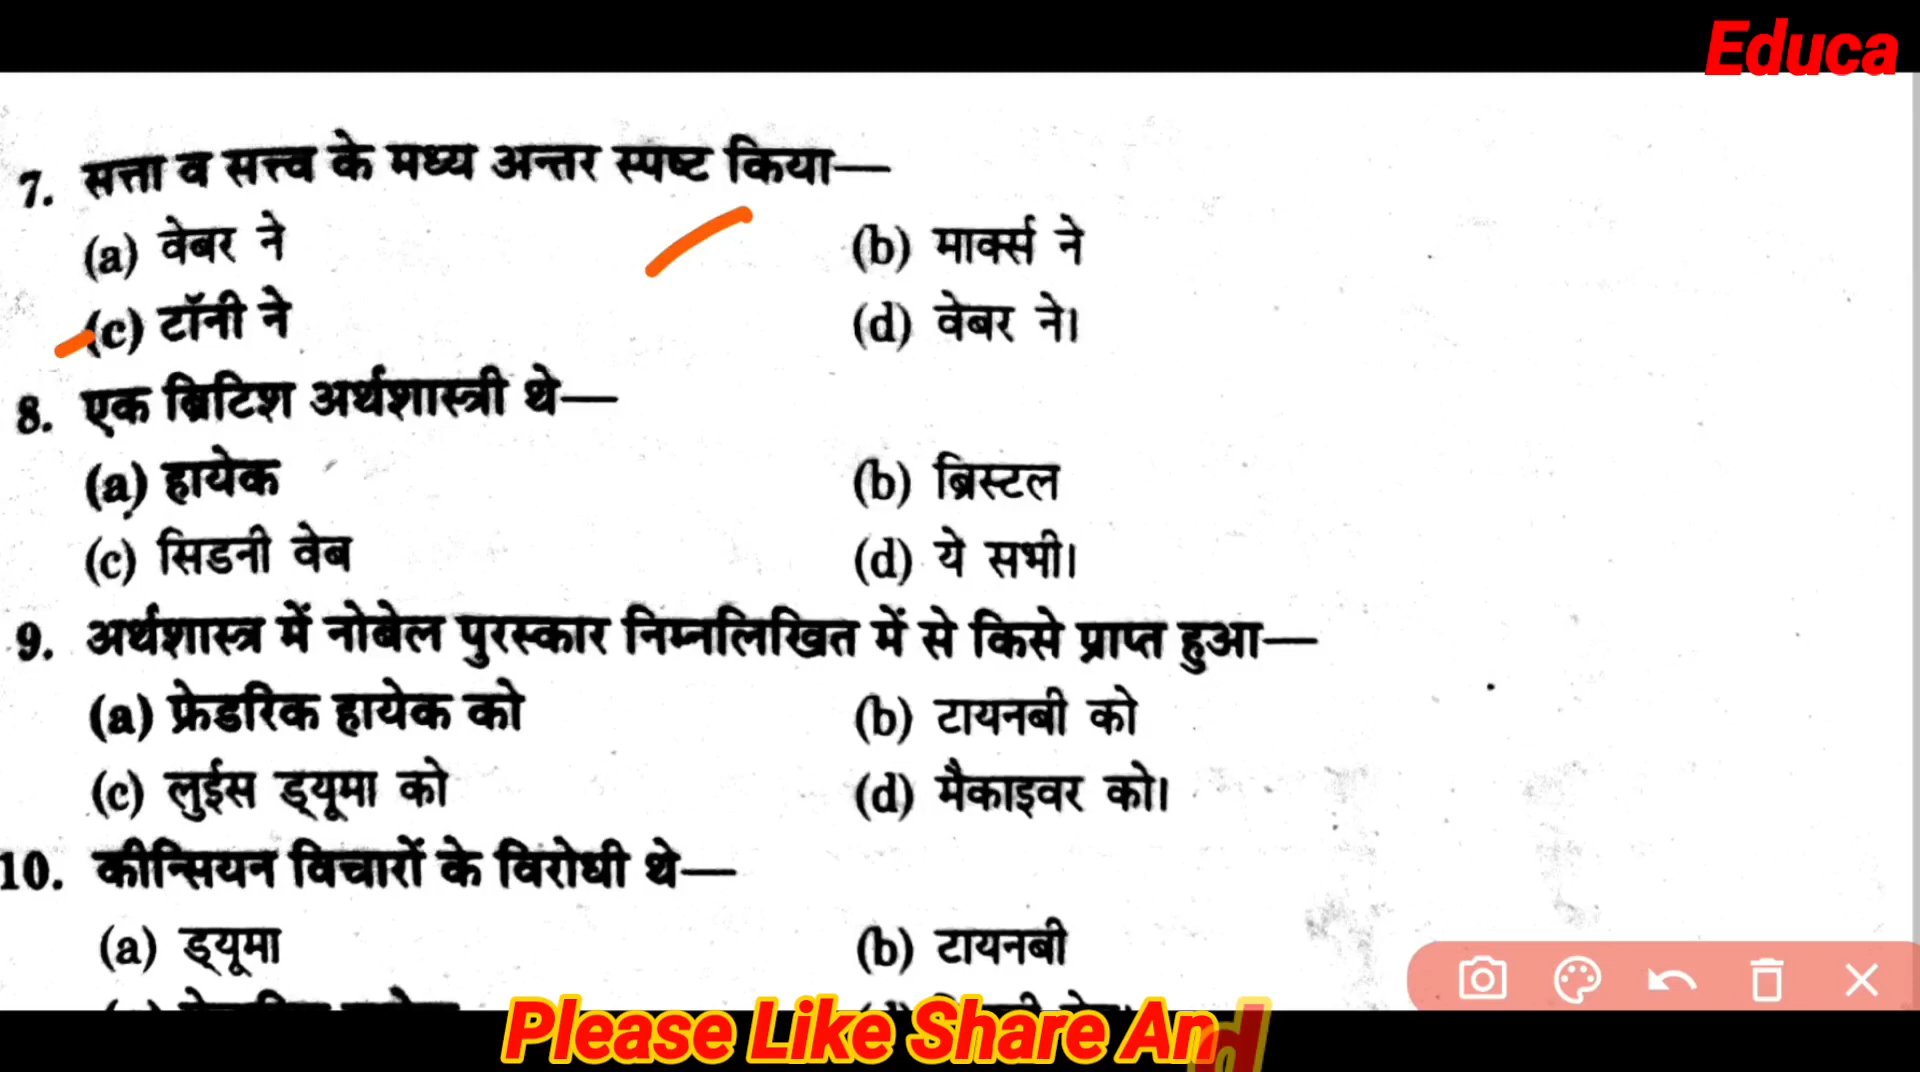 Educa
7. सत्ता व सत्त्व के मध्य अन्तर स्पष्ट किया—
(a) वेबर ने (b) मार्क्स ने
(c) टॉनी ने (d) वेबर ने।
8. एक ब्रिटिश अर्थशास्त्री थे—
(a) हायेक (b) ब्रिस्टल
(c) सिडनी वेब (d) ये सभी।
9. अर्थशास्त्र में नोबेल पुरस्कार निम्नलिखित में से किसे प्राप्त हुआ—
(a) फ्रेडरिक हायेक को (b) टायनबी को
(c) लुईस ड्यूमा को (d) मैकाइवर को।
10. कीन्सियन विचारों के विरोधी थे—
(a) ड्यूमा (b) टायनबी
Please Like Share And